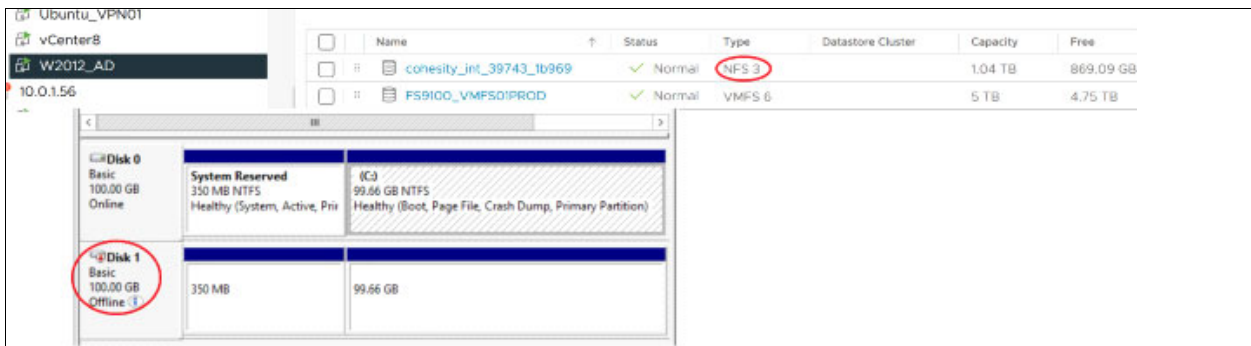 Ubuntu_VPN01
vCenter8
W2012_AD
10.0.1.56
Name Status Type Datastore Cluster Capacity Free
cohesity_int_39743_1b969 Normal NFS 3 1.04 TB 869.09 GB
FS9100_VMFS01PROD Normal VMFS 6 5 TB 4.75 TB
Disk 0
Basic
100.00 GB
Online
System Reserved
350 MB NTFS
Healthy (System, Active, Pri
(C:)
99.66 GB NTFS
Healthy (Boot, Page File, Crash Dump, Primary Partition)
Disk 1
Basic
100.00 GB
Offline
350 MB
99.66 GB